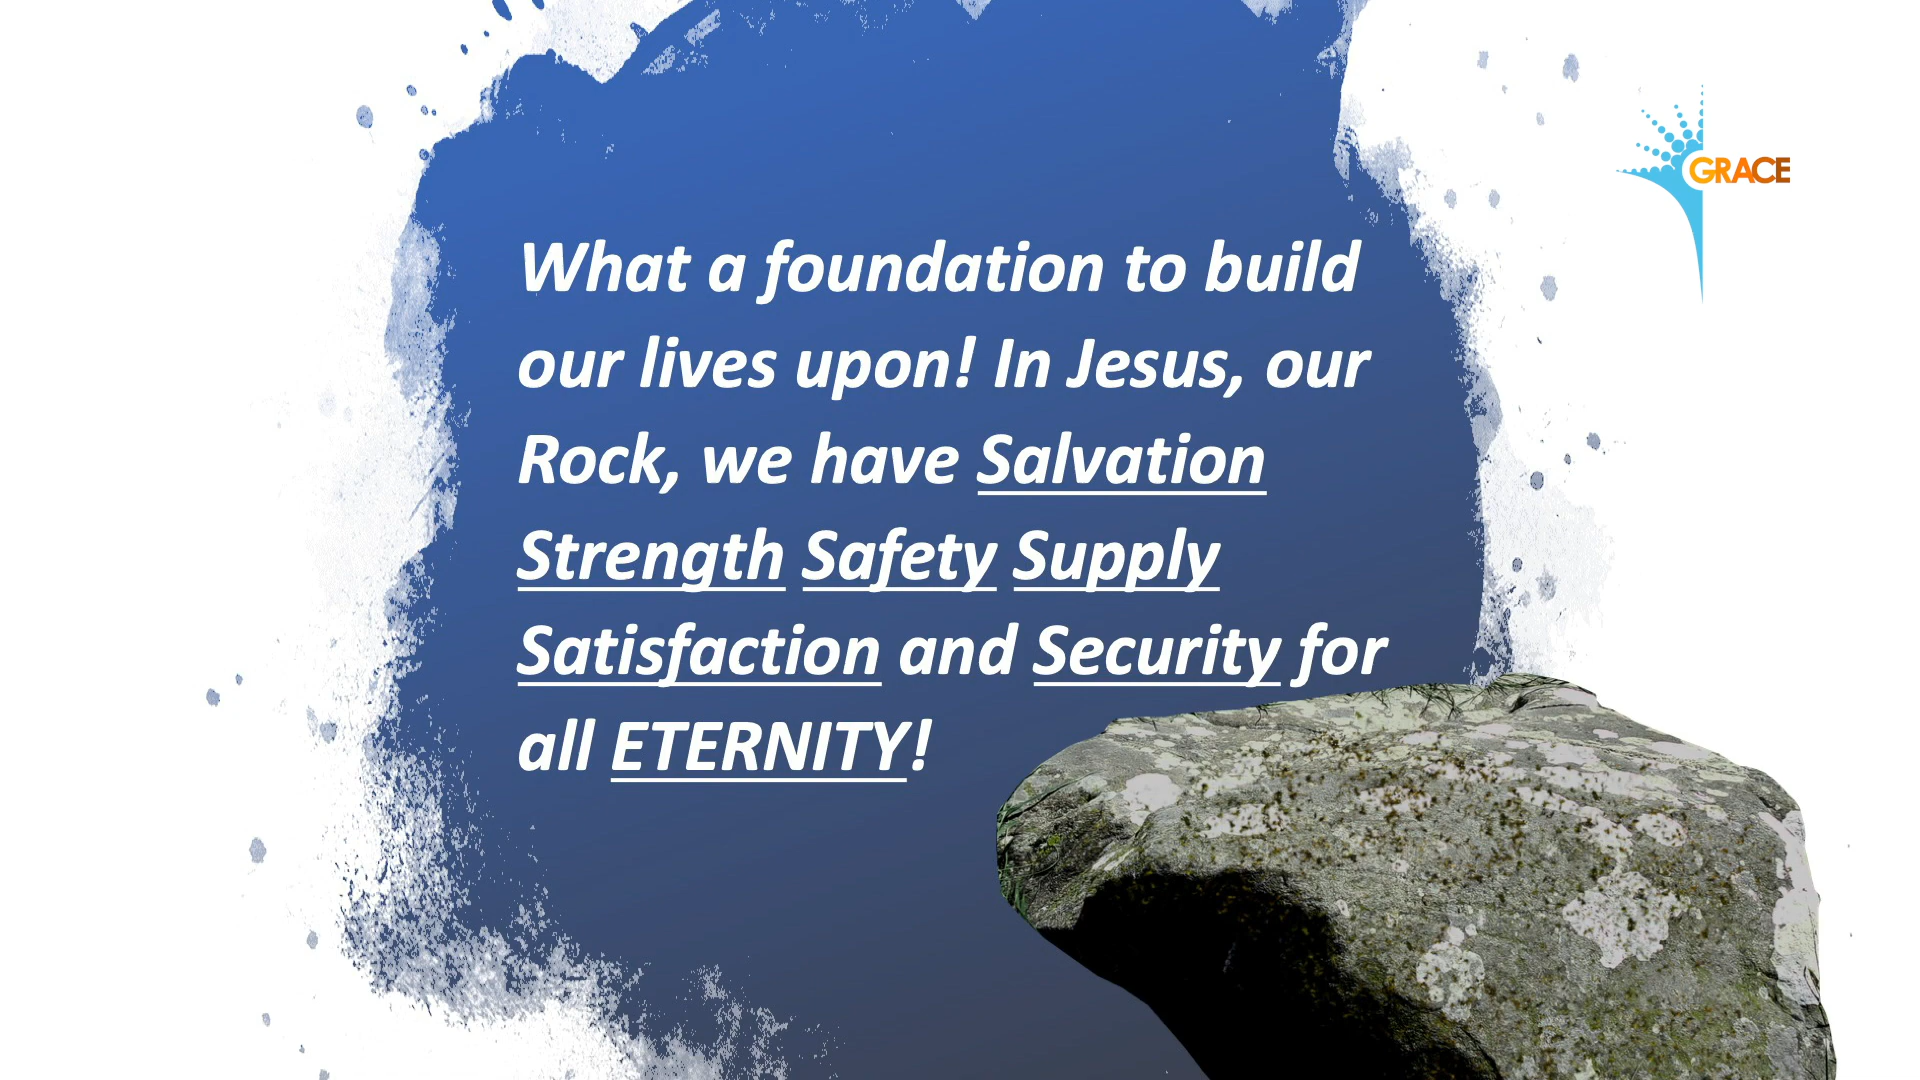 What a foundation to build
our lives upon! In Jesus, our
Rock, we have Salvation
Strength Safety Supply
Satisfaction and Security for
all ETERNITY!
GRACE